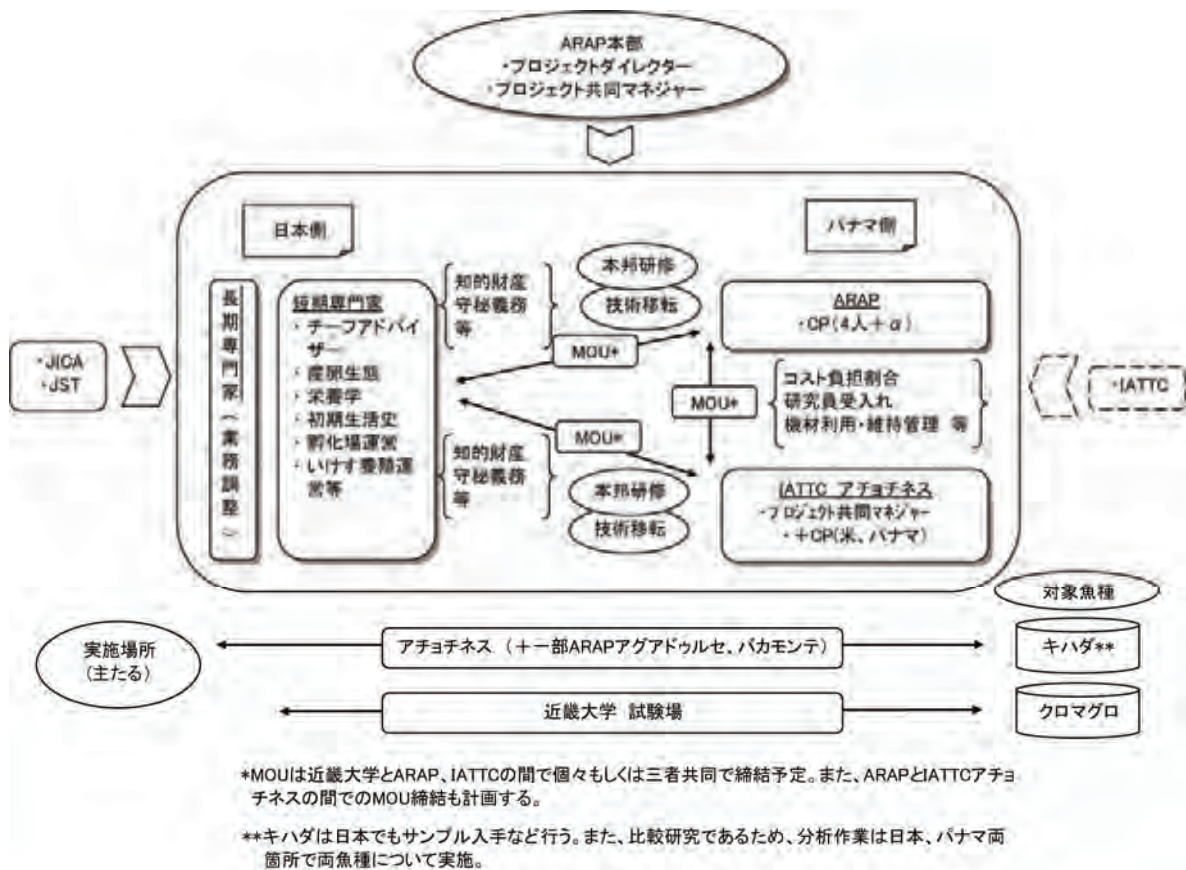 ARAP本部
・プロジェクトダイレクター
・プロジェクト共同マネジャー
日本側
パナマ側
・JICA
・JST
長期専門家(業務調整)
短期専門家
・チーフアドバイ
ザー
・産卵生態
・栄養学
・初期生活史
・孵化場運営
・いけす養殖運
営等
知的財産
守秘義務
等
本邦研修
技術移転
MOU*
ARAP
・CP(4人+α)
MOU*
コスト負担割合
研究員受入れ
機材利用・維持管理 等
・IATTC
MOU*
知的財産
守秘義務
等
本邦研修
技術移転
IATTC アチョチネス
・プロジェクト共同マネジャー
・+CP(米、パナマ)
対象魚種
実施場所
(主たる)
アチョチネス (+一部ARAPアグアドゥルセ、バカモンテ)
キハダ**
近畿大学 試験場
クロマグロ
*MOUは近畿大学とARAP、IATTCの間で個々もしくは三者共同で締結予定。また、ARAPとIATTCアチョ
チネスの間でのMOU締結も計画する。
**キハダは日本でもサンプル入手など行う。また、比較研究であるため、分析作業は日本、パナマ両
箇所で両魚種について実施。